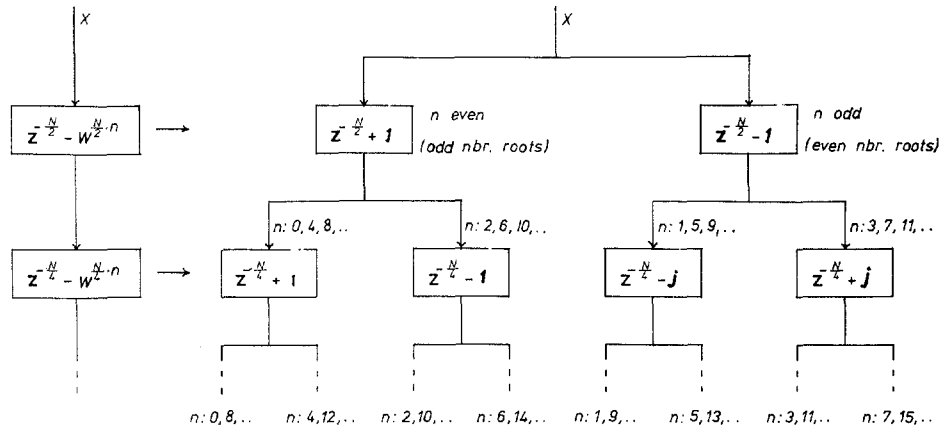 X
X
z^{-N/2} - W^{N/2·n}
z^{-N/2} + 1
n even
(odd nbr. roots)
z^{-N/2} - 1
n odd
(even nbr. roots)
n: 0, 4, 8, ..
n: 2, 6, 10, ..
n: 1, 5, 9, ..
n: 3, 7, 11, ..
z^{-N/4} - W^{N/4·n}
z^{-N/4} + 1
z^{-N/4} - 1
z^{-N/4} - j
z^{-N/4} + j
n: 0, 8, ..
n: 4, 12, ..
n: 2, 10, ..
n: 6, 14, ..
n: 1, 9, ..
n: 5, 13, ..
n: 3, 11, ..
n: 7, 15, ..